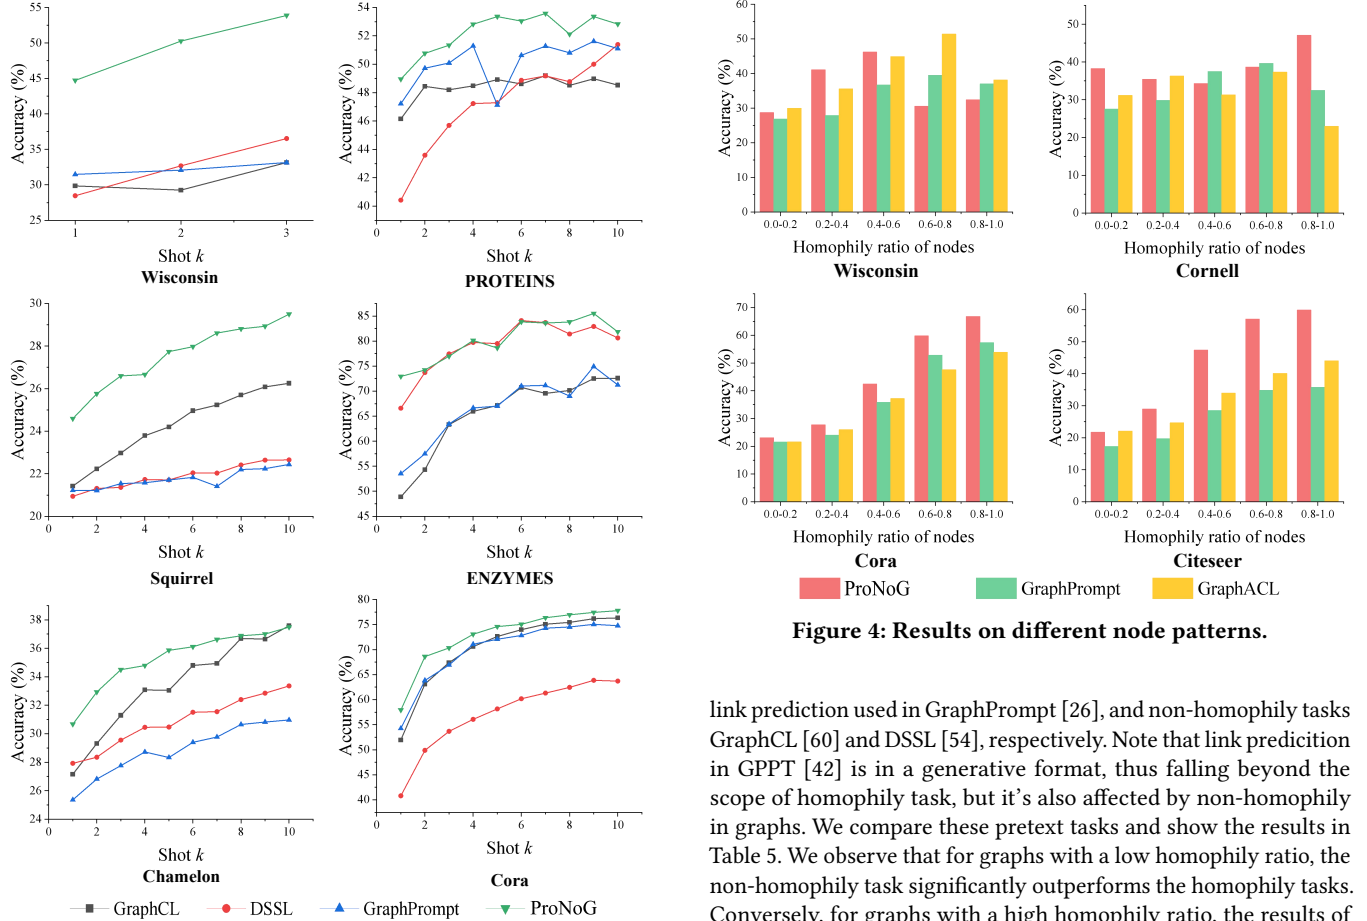 Accuracy (%)
55
50
45
40
35
30
25
1
2
3
Shot k
Wisconsin
Accuracy (%)
54
52
50
48
46
44
42
40
0
2
4
6
8
10
Shot k
PROTEINS
Accuracy (%)
30
28
26
24
22
20
0
2
4
6
8
10
Shot k
Squirrel
Accuracy (%)
85
80
75
70
65
60
55
50
45
0
2
4
6
8
10
Shot k
ENZYMES
Accuracy (%)
38
36
34
32
30
28
26
24
0
2
4
6
8
10
Shot k
Chamelon
Accuracy (%)
80
75
70
65
60
55
50
45
40
0
2
4
6
8
10
Shot k
Cora
GraphCL
DSSL
GraphPrompt
ProNoG
Accuracy (%)
60
50
40
30
20
10
0
0.0-0.2
0.2-0.4
0.4-0.6
0.6-0.8
0.8-1.0
Homophily ratio of nodes
Wisconsin
Accuracy (%)
50
40
30
20
10
0
0.0-0.2
0.2-0.4
0.4-0.6
0.6-0.8
0.8-1.0
Homophily ratio of nodes
Cornell
Accuracy (%)
70
60
50
40
30
20
10
0
0.0-0.2
0.2-0.4
0.4-0.6
0.6-0.8
0.8-1.0
Homophily ratio of nodes
Cora
Accuracy (%)
60
50
40
30
20
10
0
0.0-0.2
0.2-0.4
0.4-0.6
0.6-0.8
0.8-1.0
Homophily ratio of nodes
Citeseer
ProNoG
GraphPrompt
GraphACL
Figure 4: Results on different node patterns.
link prediction used in GraphPrompt [26], and non-homophily tasks
GraphCL [60] and DSSL [54], respectively. Note that link predicition
in GPPT [42] is in a generative format, thus falling beyond the
scope of homophily task, but it's also affected by non-homophily
in graphs. We compare these pretext tasks and show the results in
Table 5. We observe that for graphs with a low homophily ratio, the
non-homophily task significantly outperforms the homophily tasks.
Conversely, for graphs with a high homophily ratio, the results of